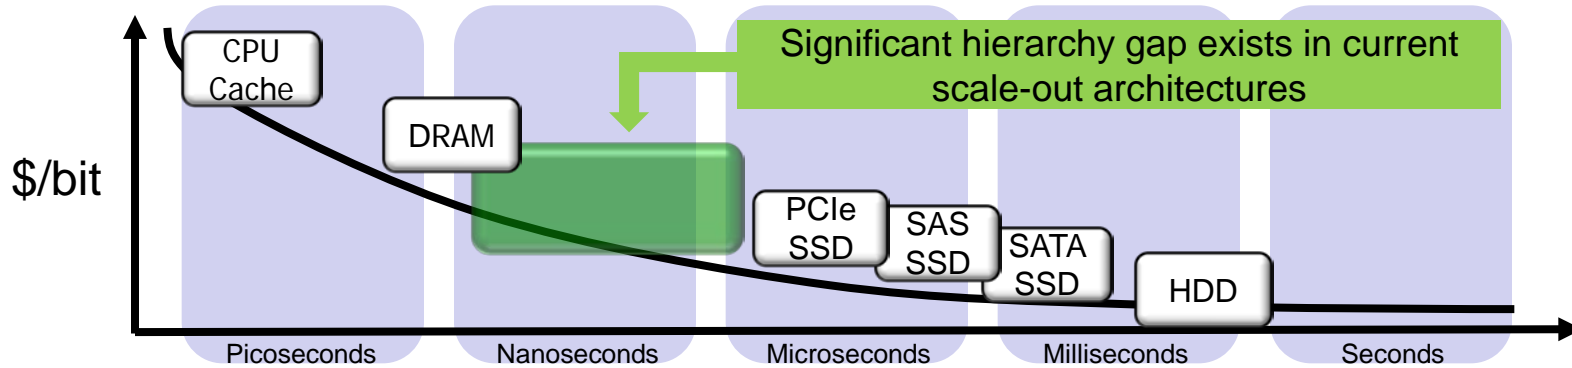 Significant hierarchy gap exists in current
scale-out architectures
CPU
Cache
DRAM
$/bit
PCIe
SSD
SAS
SSD
SATA
SSD
HDD
Picoseconds
Nanoseconds
Microseconds
Milliseconds
Seconds